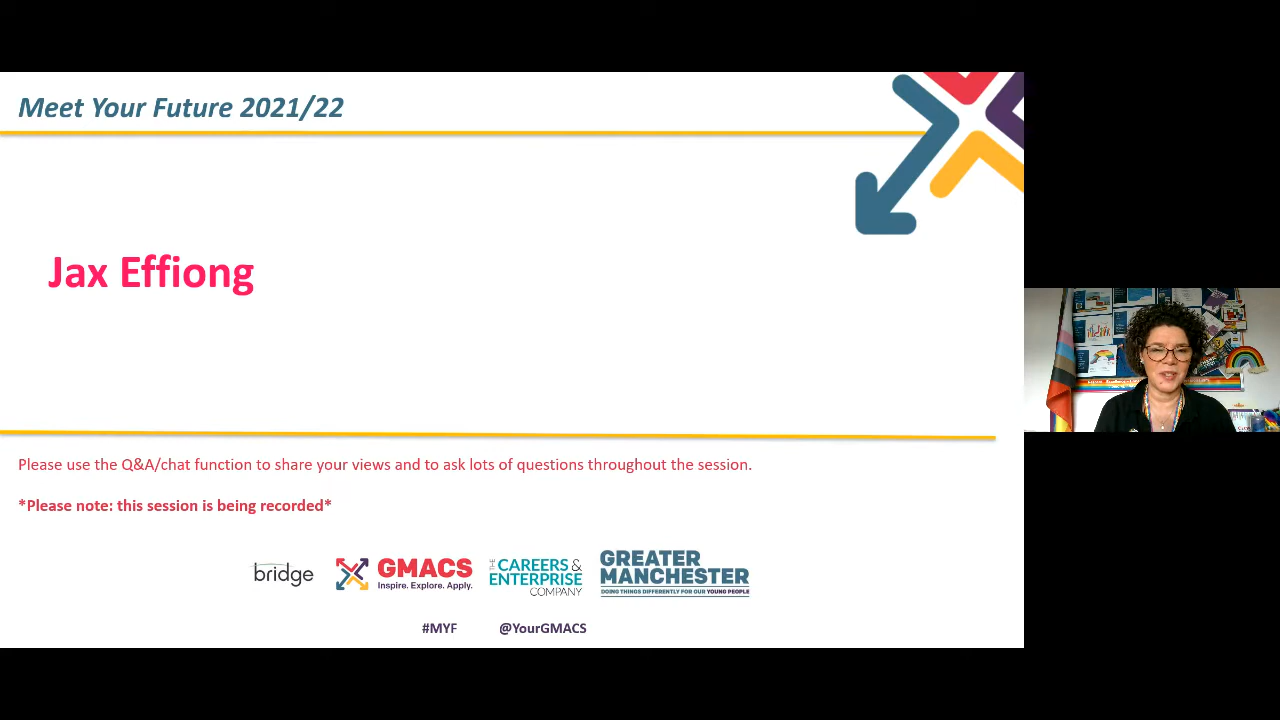 Meet Your Future 2021/22
Jax Effiong
Please use the Q&A/chat function to share your views and to ask lots of questions throughout the session.
*Please note: this session is being recorded*
bridge
GMACS
Inspire. Explore. Apply.
THE CAREERS &
ENTERPRISE
COMPANY
GREATER
MANCHESTER
DOING THINGS DIFFERENTLY FOR OUR YOUNG PEOPLE
#MYF @YourGMACS